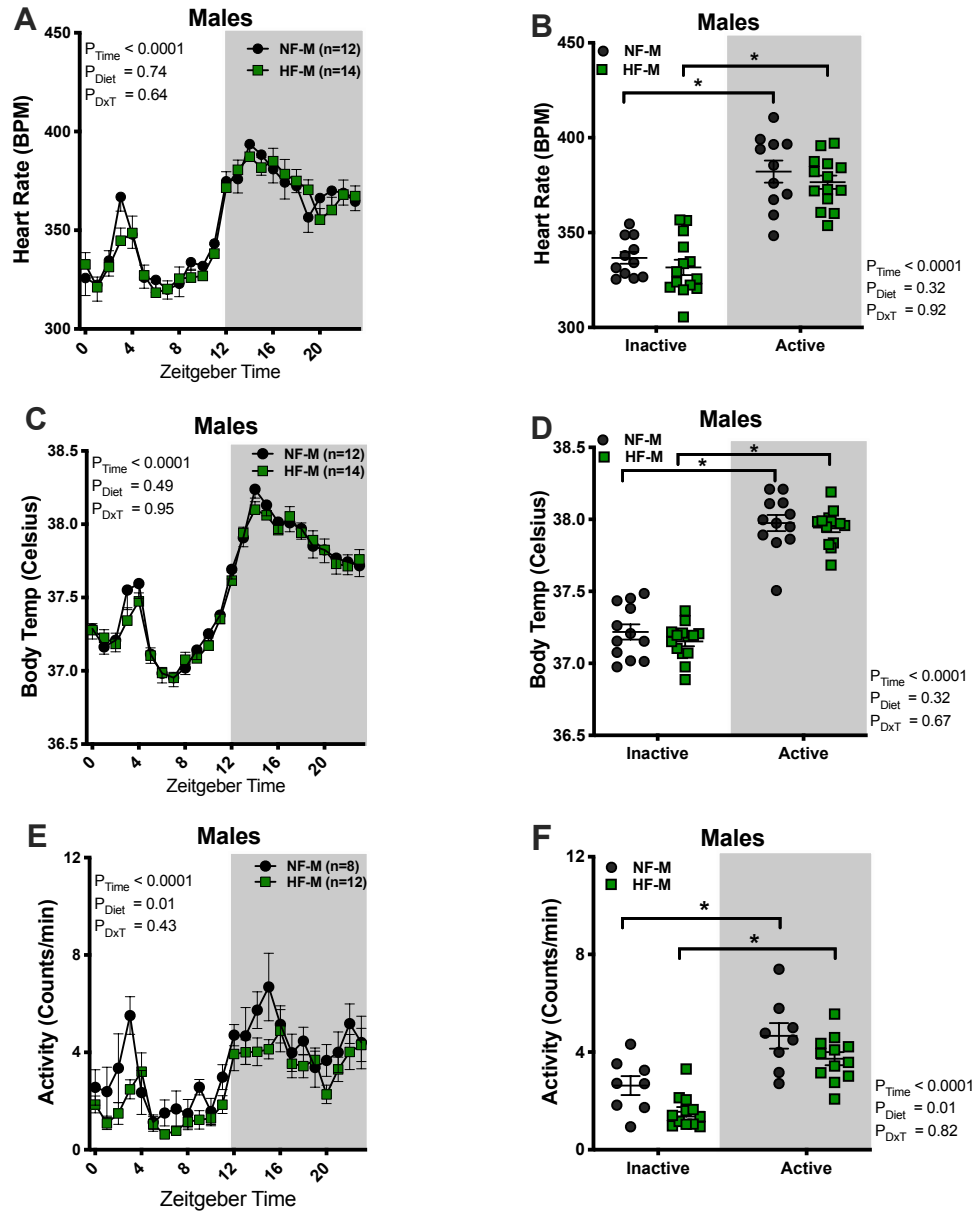 A
Males
Heart Rate (BPM)
450
400
350
300
P_Time < 0.0001
P_Diet = 0.74
P_DxT = 0.64
NF-M (n=12)
HF-M (n=14)
0
4
8
12
16
20
Zeitgeber Time
B
Males
Heart Rate (BPM)
450
400
350
300
NF-M
HF-M
*
*
P_Time < 0.0001
P_Diet = 0.32
P_DxT = 0.92
Inactive
Active
C
Males
Body Temp (Celsius)
38.5
38.0
37.5
37.0
36.5
P_Time < 0.0001
P_Diet = 0.49
P_DxT = 0.95
NF-M (n=12)
HF-M (n=14)
0
4
8
12
16
20
Zeitgeber Time
D
Males
Body Temp (Celsius)
38.5
38.0
37.5
37.0
36.5
NF-M
HF-M
*
*
P_Time < 0.0001
P_Diet = 0.32
P_DxT = 0.67
Inactive
Active
E
Males
Activity (Counts/min)
12
8
4
0
P_Time < 0.0001
P_Diet = 0.01
P_DxT = 0.43
NF-M (n=8)
HF-M (n=12)
0
4
8
12
16
20
Zeitgeber Time
F
Males
Activity (Counts/min)
12
8
4
0
NF-M
HF-M
*
*
P_Time < 0.0001
P_Diet = 0.01
P_DxT = 0.82
Inactive
Active